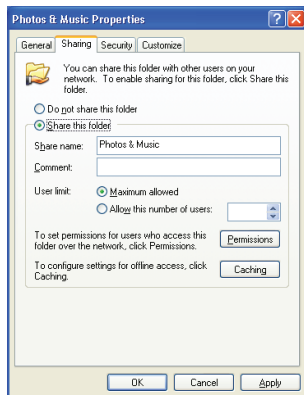 Photos & Music Properties
General Sharing Security Customize
You can share this folder with other users on your
network. To enable sharing for this folder, click Share this
folder.
Do not share this folder
Share this folder
Share name: Photos & Music
Comment:
User limit: Maximum allowed
Allow this number of users:
To set permissions for users who access this
folder over the network, click Permissions.
Permissions
To configure settings for offline access, click
Caching.
Caching
OK Cancel Apply